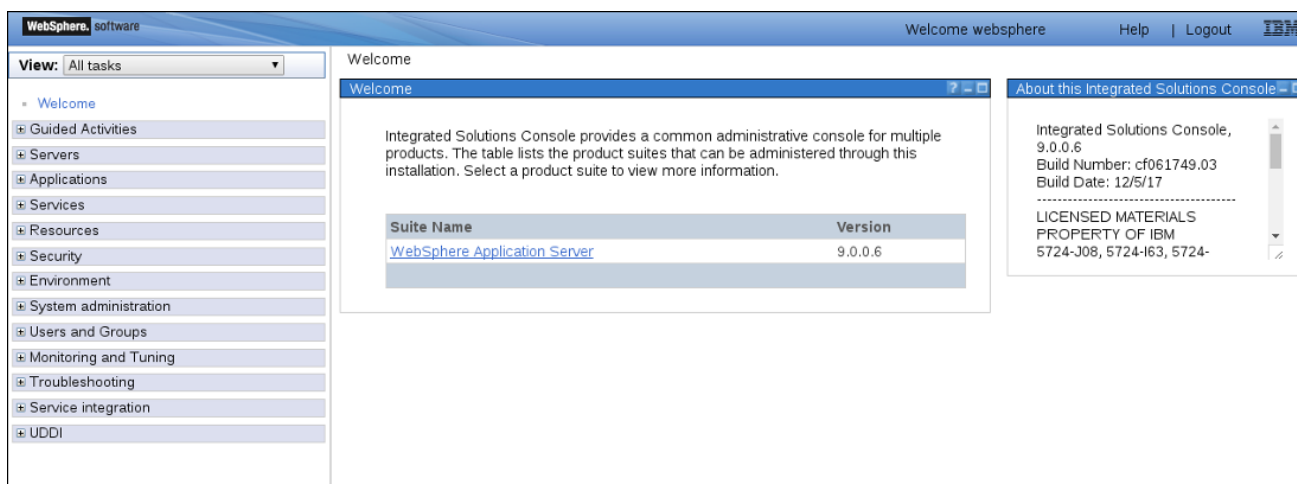 WebSphere. software
Welcome websphere Help | Logout IBM
View: All tasks
Welcome
Guided Activities
Servers
Applications
Services
Resources
Security
Environment
System administration
Users and Groups
Monitoring and Tuning
Troubleshooting
Service integration
UDDI
Welcome
Welcome
Integrated Solutions Console provides a common administrative console for multiple
products. The table lists the product suites that can be administered through this
installation. Select a product suite to view more information.
Suite Name Version
WebSphere Application Server 9.0.0.6
About this Integrated Solutions Console
Integrated Solutions Console,
9.0.0.6
Build Number: cf061749.03
Build Date: 12/5/17
----------------------------------------
LICENSED MATERIALS
PROPERTY OF IBM
5724-J08, 5724-I63, 5724-